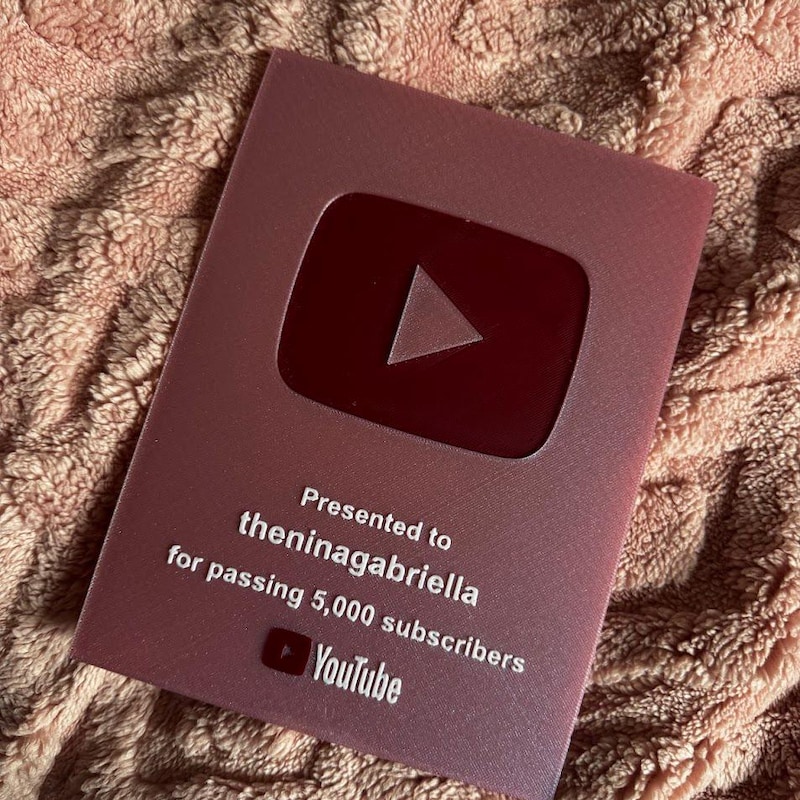 Presented to
theninagabriella
for passing 5,000 subscribers
YouTube